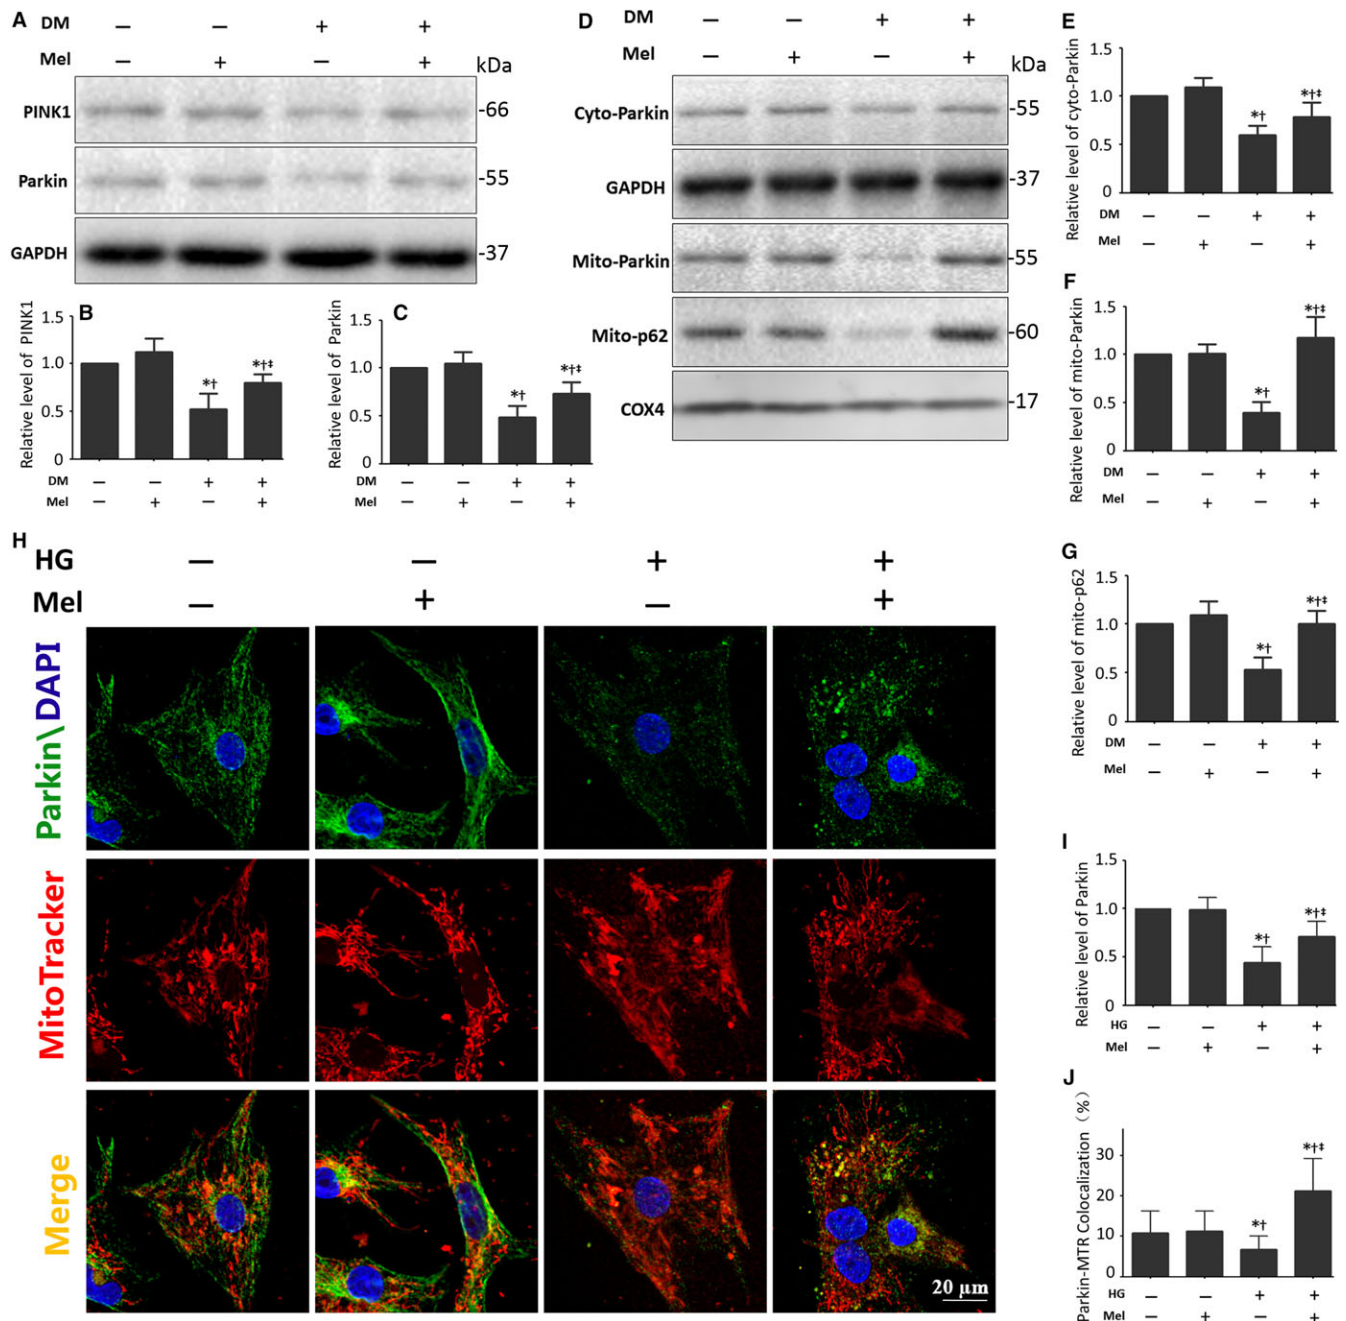 A
DM − − + +
Mel − + − + kDa
PINK1 -66
Parkin -55
GAPDH -37
B
Relative level of PINK1
1.5
1.0
0.5
0
*† *†‡
DM − − + +
Mel − + − +
C
Relative level of Parkin
1.5
1.0
0.5
0
*† *†‡
DM − − + +
Mel − + − +
D
DM − − + +
Mel − + − + kDa
Cyto-Parkin -55
GAPDH -37
Mito-Parkin -55
Mito-p62 -60
COX4 -17
E
Relative level of cyto-Parkin
1.5
1.0
0.5
0
*† *†‡
DM − − + +
Mel − + − +
F
Relative level of mito-Parkin
1.5
1.0
0.5
0
*† *†‡
DM − − + +
Mel − + − +
G
Relative level of mito-p62
1.5
1.0
0.5
0
*† *†‡
DM − − + +
Mel − + − +
H
HG − − + +
Mel − + − +
Parkin\DAPI
MitoTracker
Merge
20 µm
I
Relative level of Parkin
1.5
1.0
0.5
0
*† *†‡
HG − − + +
Mel − + − +
J
Parkin-MTR Colocalization (%)
30
20
10
0
*† *†‡
HG − − + +
Mel − + − +